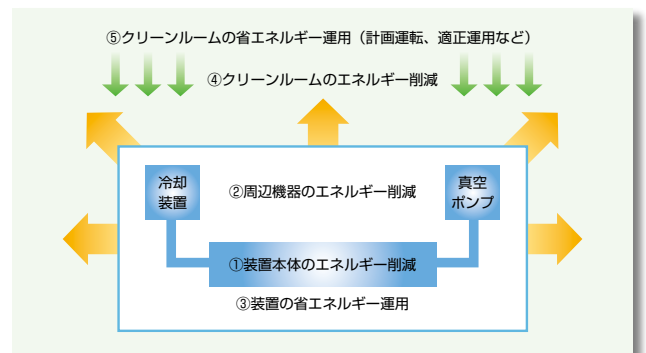 ⑤クリーンルームの省エネルギー運用（計画運転、適正運用など）
④クリーンルームのエネルギー削減
冷却
装置
②周辺機器のエネルギー削減
真空
ポンプ
①装置本体のエネルギー削減
③装置の省エネルギー運用